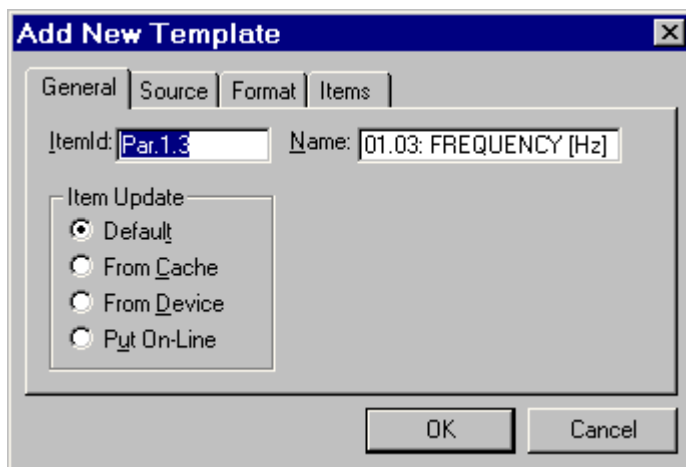 Add New Template
General Source Format Items
ItemId: Par.1.3 Name: 01.03: FREQUENCY [Hz]
Item Update
Default
From Cache
From Device
Put On-Line
OK Cancel